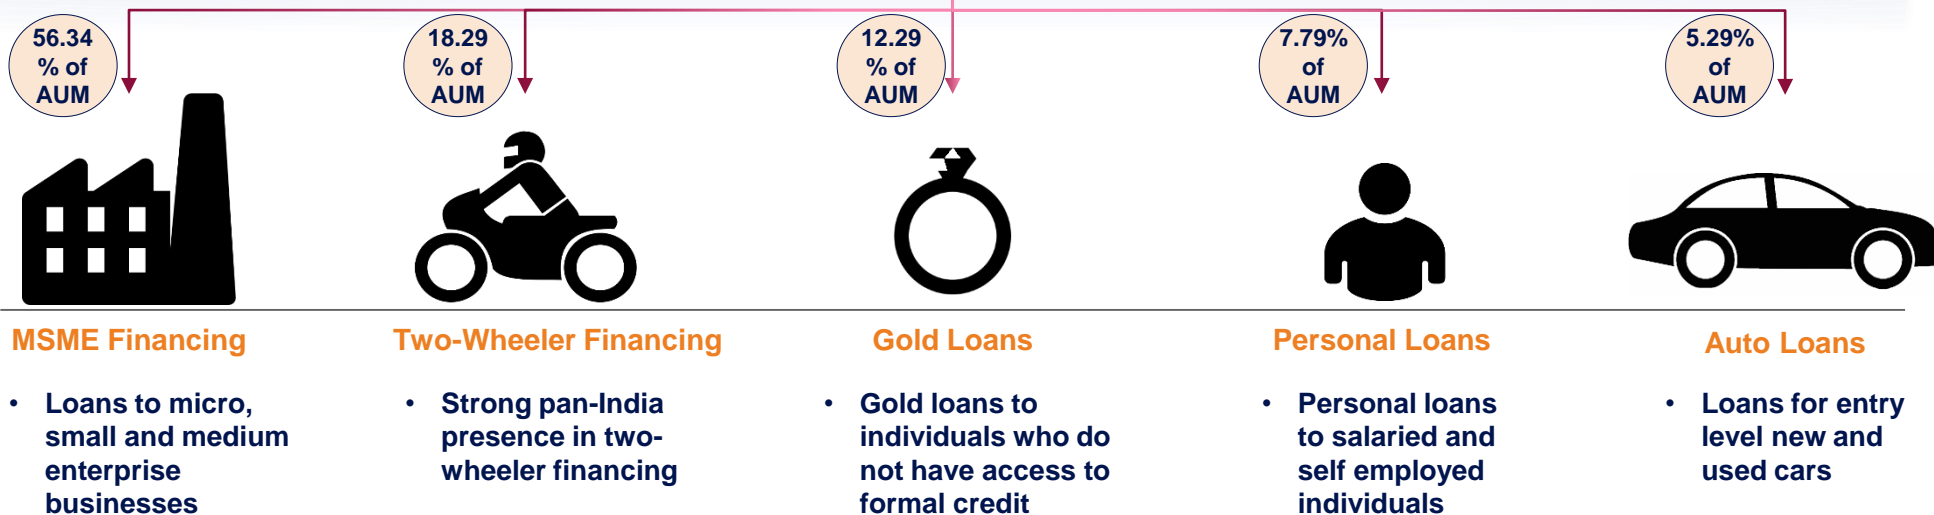 56.34
% of
AUM
18.29
% of
AUM
12.29
% of
AUM
7.79%
of
AUM
5.29%
of
AUM
MSME Financing
• Loans to micro,
small and medium
enterprise
businesses
Two-Wheeler Financing
• Strong pan-India
presence in two-
wheeler financing
Gold Loans
• Gold loans to
individuals who do
not have access to
formal credit
Personal Loans
• Personal loans
to salaried and
self employed
individuals
Auto Loans
• Loans for entry
level new and
used cars